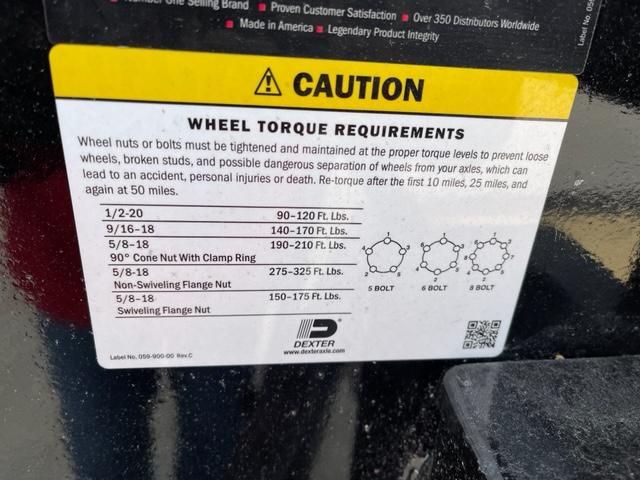 Number One Selling Brand ■ Proven Customer Satisfaction ■ Over 350 Distributors Worldwide
■ Made in America ■ Legendary Product Integrity
Label No. 059
CAUTION
WHEEL TORQUE REQUIREMENTS
Wheel nuts or bolts must be tightened and maintained at the proper torque levels to prevent loose
wheels, broken studs, and possible dangerous separation of wheels from your axles, which can
lead to an accident, personal injuries or death. Re-torque after the first 10 miles, 25 miles, and
again at 50 miles.
1/2-20 90-120 Ft. Lbs.
9/16-18 140-170 Ft. Lbs.
5/8-18 190-210 Ft. Lbs.
90° Cone Nut With Clamp Ring
5/8-18 275-325 Ft. Lbs.
Non-Swiveling Flange Nut
5/8-18 150-175 Ft. Lbs.
Swiveling Flange Nut
5 BOLT 6 BOLT 8 BOLT
DEXTER
www.dexteraxle.com
Label No. 059-900-00 Rev.C